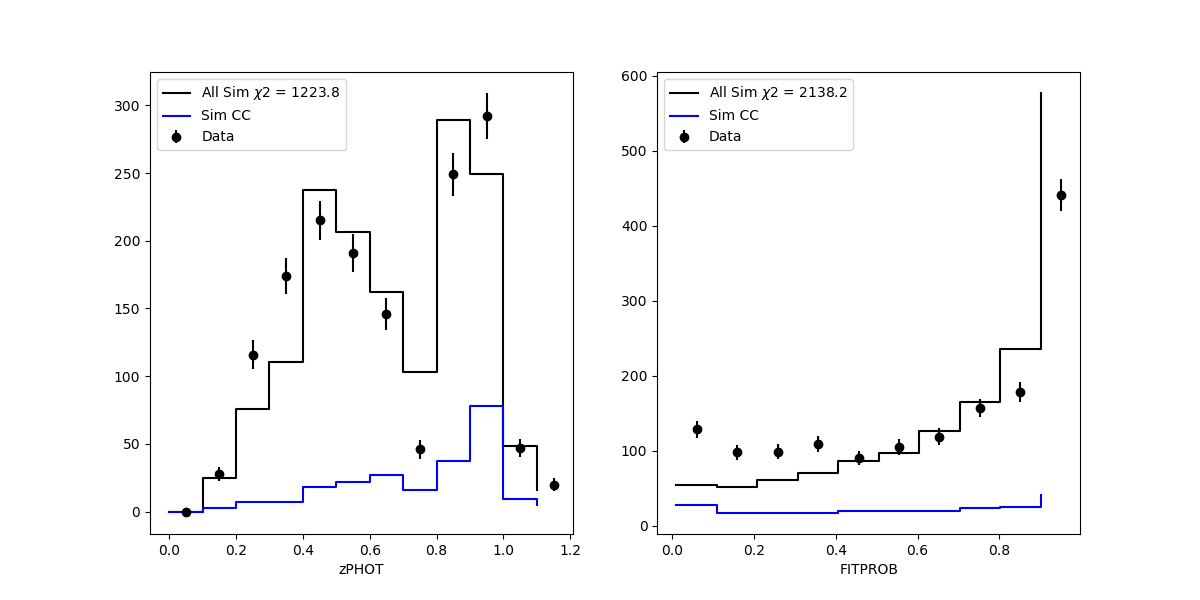 All Sim χ2 = 1223.8
Sim CC
Data
300
250
200
150
100
50
0
0.0 0.2 0.4 0.6 0.8 1.0 1.2
zPHOT
All Sim χ2 = 2138.2
Sim CC
Data
600
500
400
300
200
100
0
0.0 0.2 0.4 0.6 0.8
FITPROB